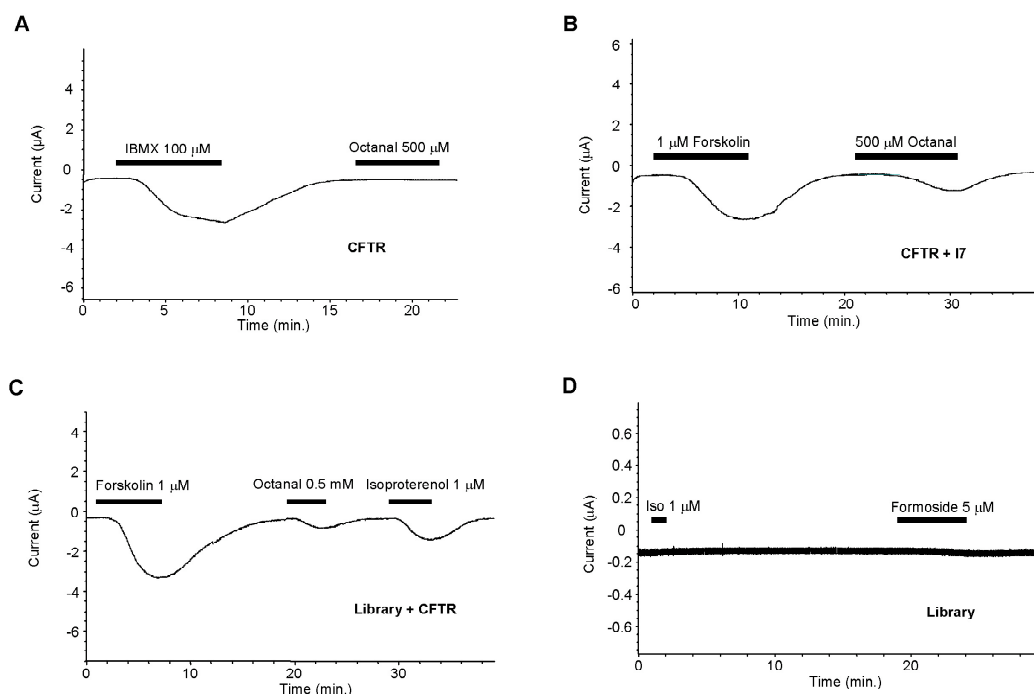 A
Current (μA)
4
2
0
-2
-4
-6
IBMX 100 μM
Octanal 500 μM
CFTR
0 5 10 15 20
Time (min.)
B
Current (μA)
6
4
2
0
-2
-4
-6
1 μM Forskolin
500 μM Octanal
CFTR + I7
0 10 20 30
Time (min.)
C
Current (μA)
4
2
0
-2
-4
-6
Forskolin 1 μM
Octanal 0.5 mM
Isoproterenol 1 μM
Library + CFTR
0 10 20 30
Time (min.)
D
Current (μA)
0.6
0.4
0.2
0
-0.2
-0.4
-0.6
Iso 1 μM
Formoside 5 μM
Library
0 10 20
Time (min.)